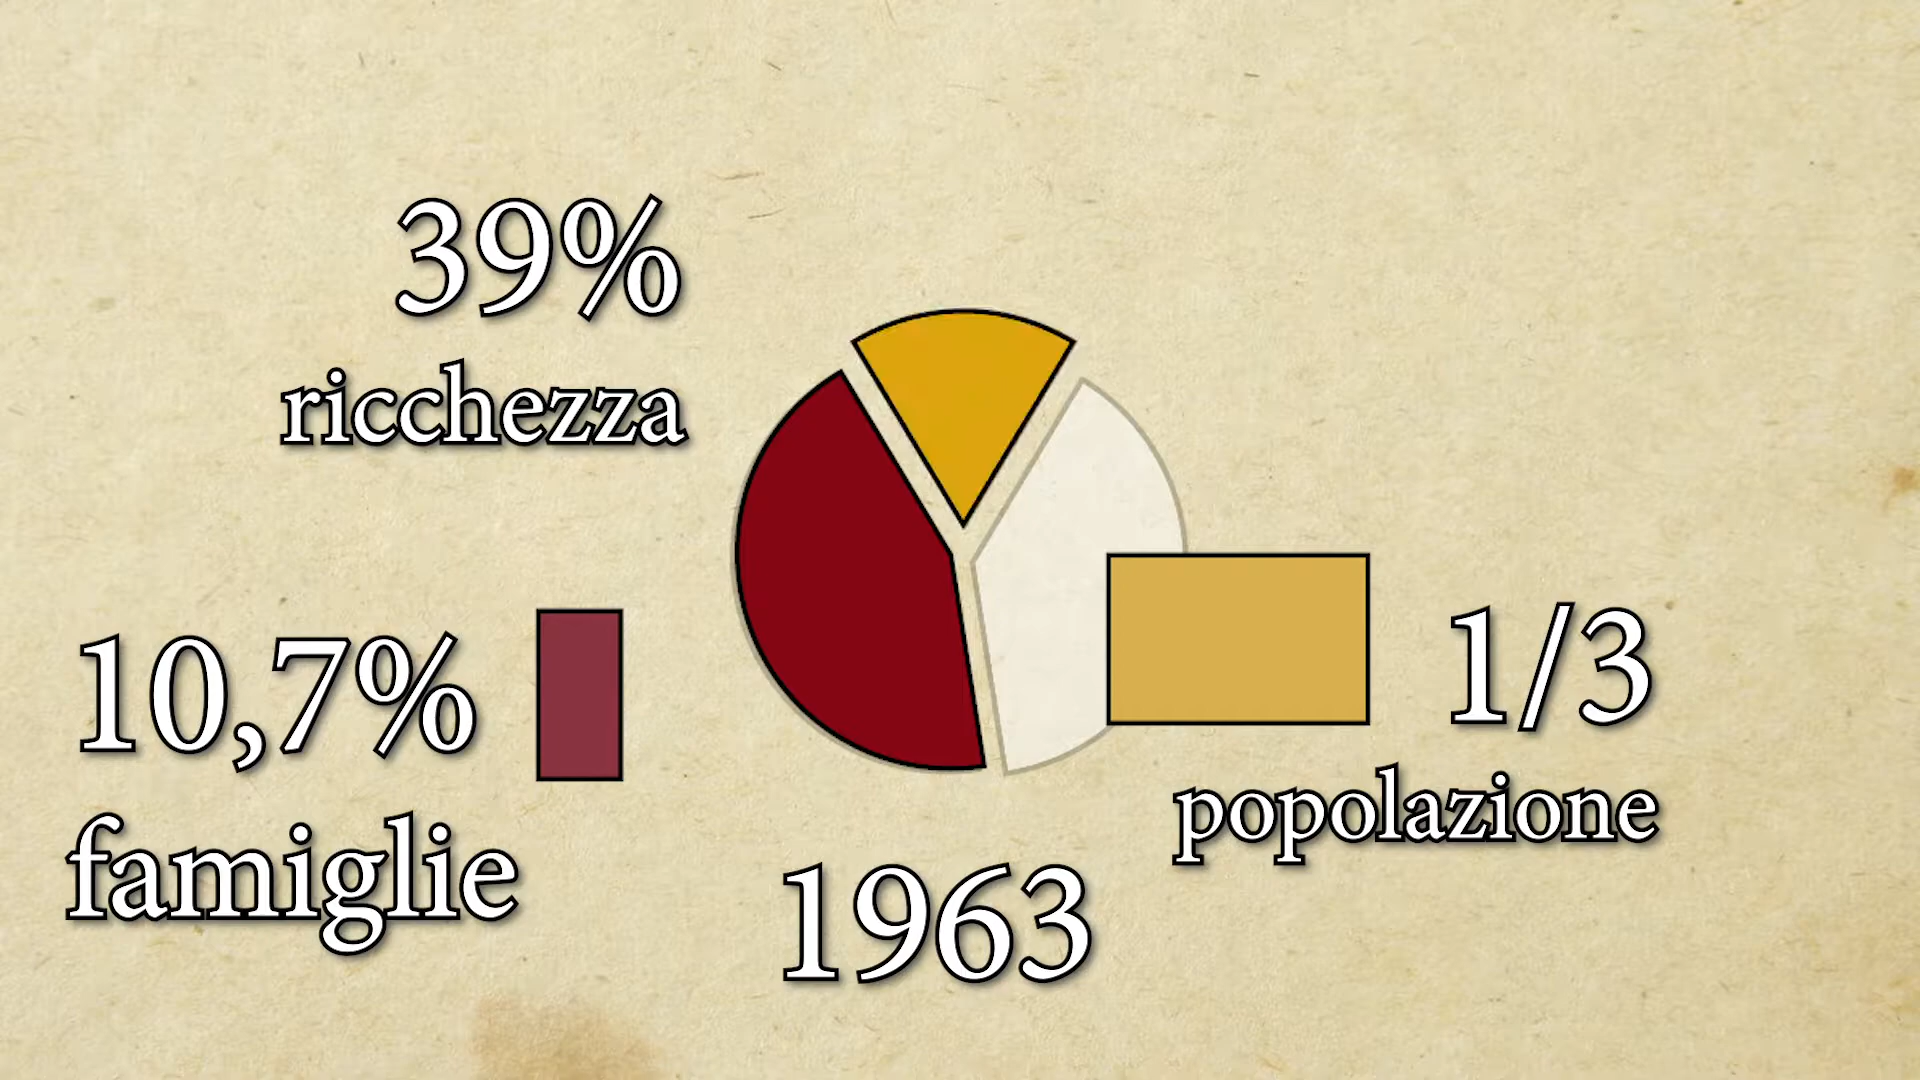 39%
ricchezza
10,7%
famiglie
1/3
popolazione
1963